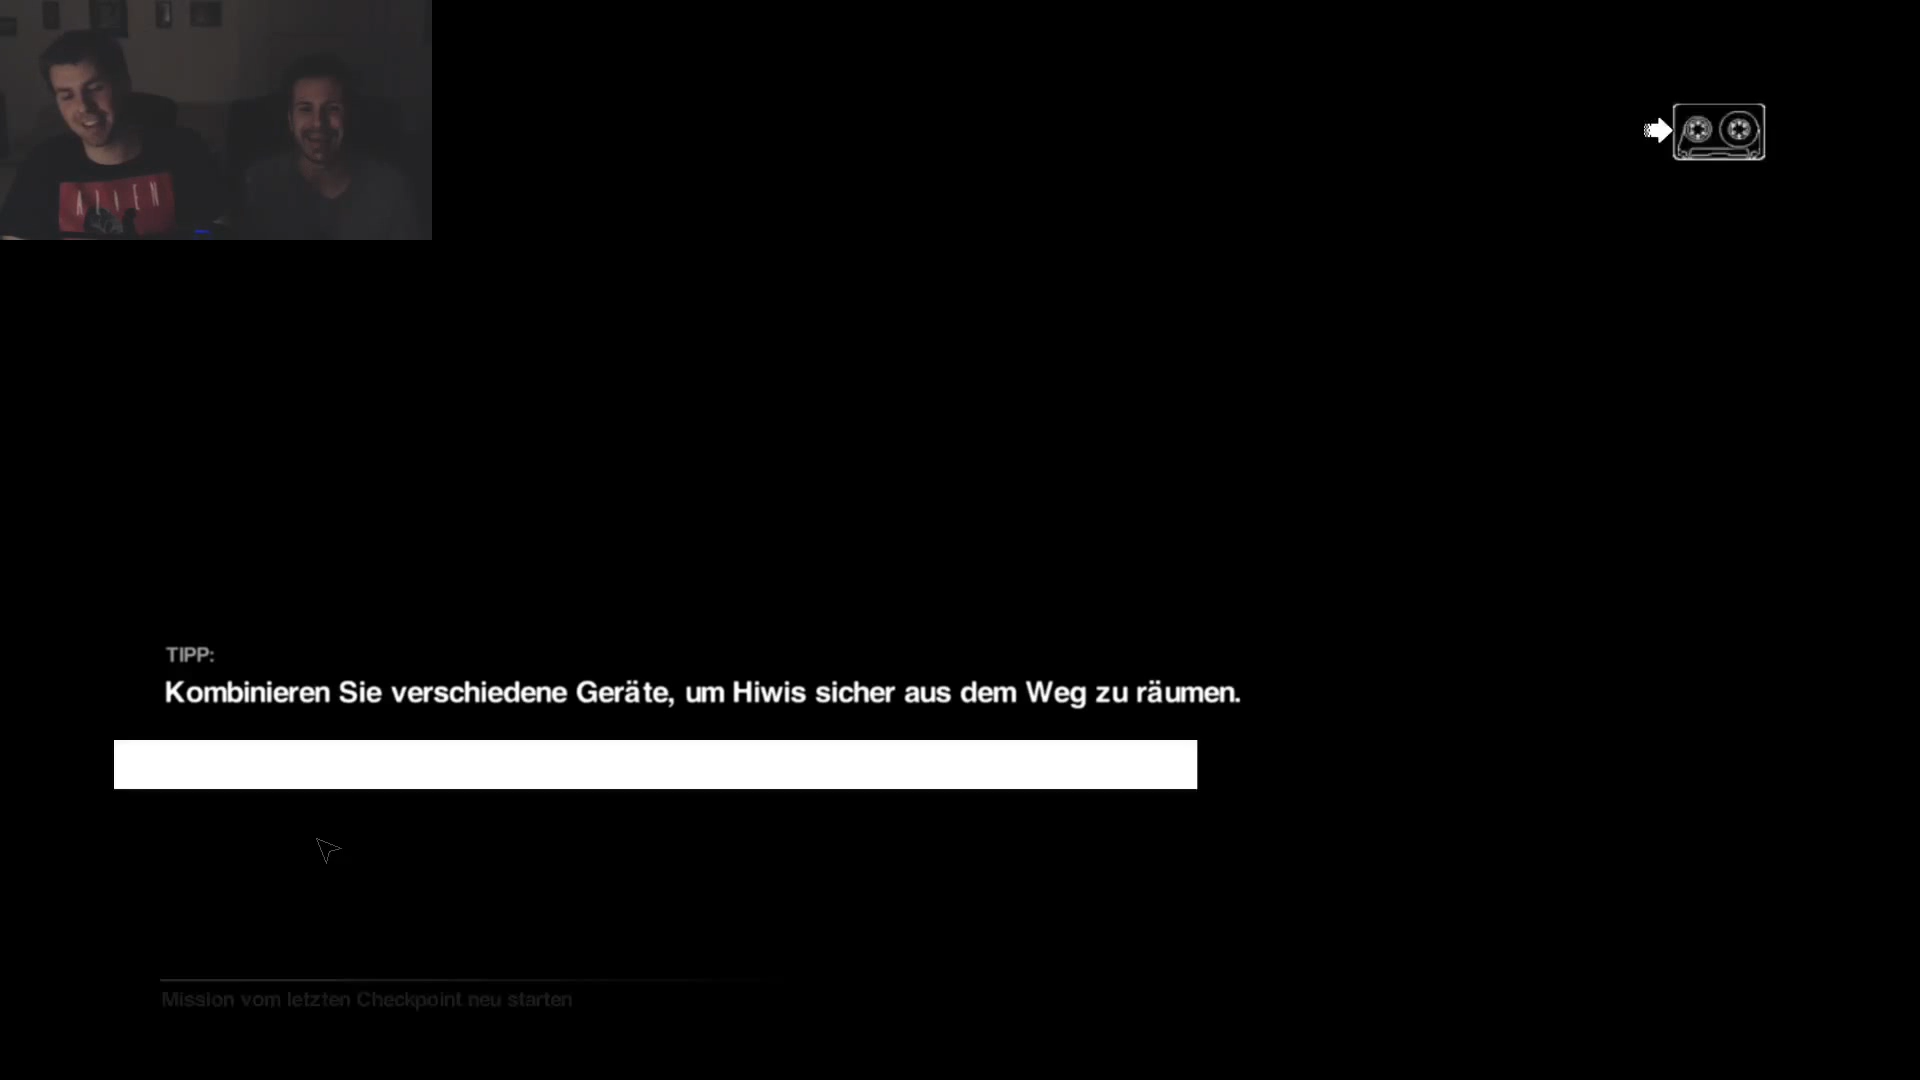 ALIEN
TIPP:
Kombinieren Sie verschiedene Geräte, um Hiwis sicher aus dem Weg zu räumen.
Mission vom letzten Checkpoint neu starten